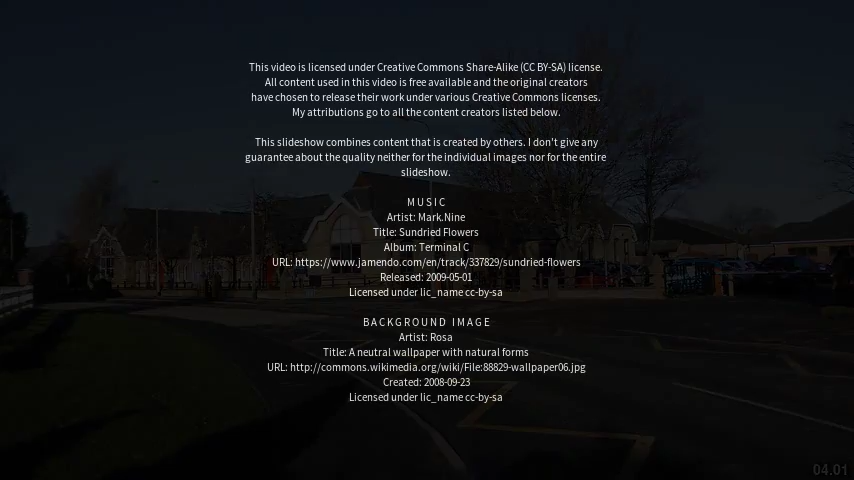 This video is licensed under Creative Commons Share-Alike (CC BY-SA) license.
All content used in this video is free available and the original creators
have chosen to release their work under various Creative Commons licenses.
My attributions go to all the content creators listed below.
This slideshow combines content that is created by others. I don't give any
guarantee about the quality neither for the individual images nor for the entire
slideshow.
MUSIC
Artist: Mark.Nine
Title: Sundried Flowers
Album: Terminal C
URL: https://www.jamendo.com/en/track/337829/sundried-flowers
Released: 2009-05-01
Licensed under lic_name cc-by-sa
BACKGROUND IMAGE
Artist: Rosa
Title: A neutral wallpaper with natural forms
URL: http://commons.wikimedia.org/wiki/File:88829-wallpaper06.jpg
Created: 2008-09-23
Licensed under lic_name cc-by-sa
04.01